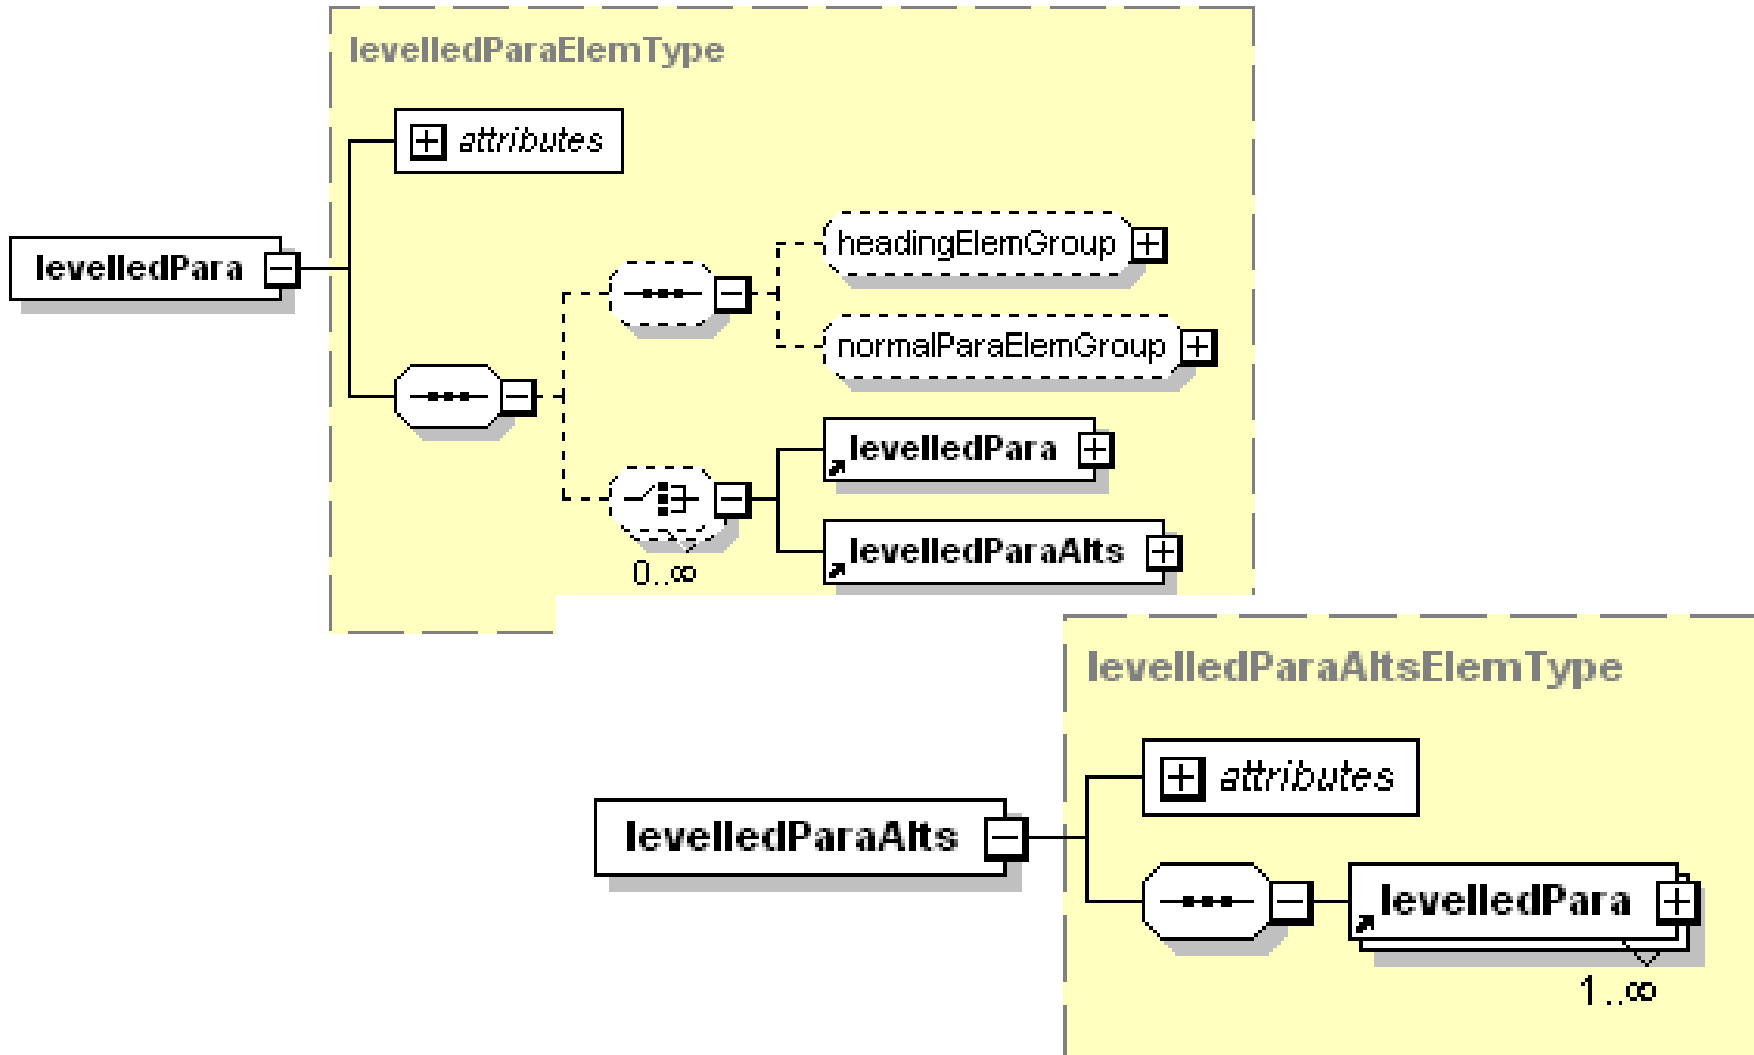 levelledParaElemType
attributes
levelledPara
headingElemGroup
normalParaElemGroup
levelledPara
levelledParaAlts
0..∞
levelledParaAltsElemType
attributes
levelledParaAlts
levelledPara
1..∞